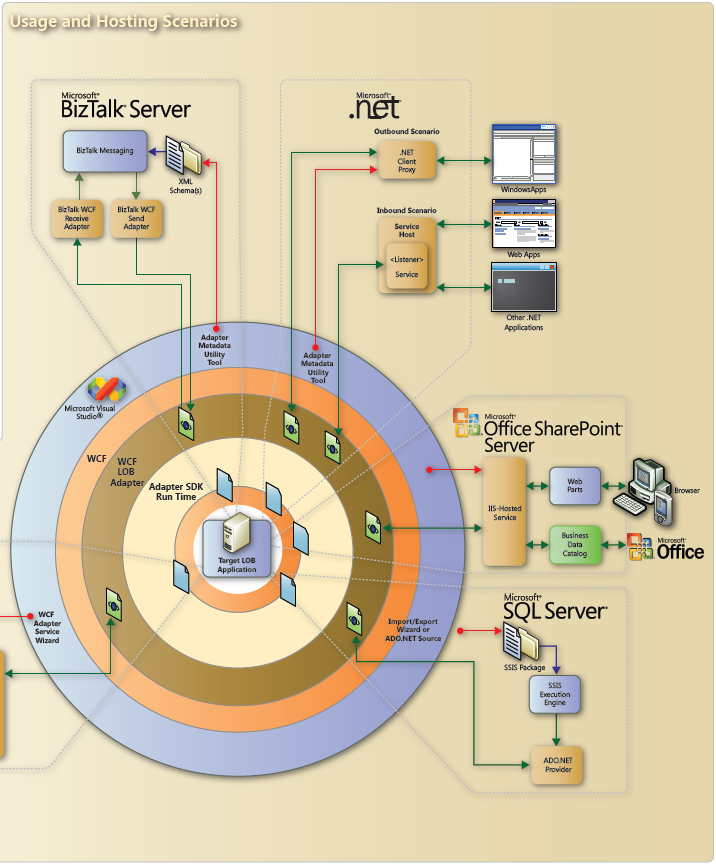 Usage and Hosting Scenarios
Microsoft®
BizTalk® Server
BizTalk Messaging
XML
Schema(s)
BizTalk WCF
Receive
Adapter
BizTalk WCF
Send
Adapter
Microsoft®
.net™
Outbound Scenario
.NET
Client
Proxy
WindowsApps
Inbound Scenario
Service
Host
<Listener>
Service
Web Apps
Other .NET
Applications
Adapter
Metadata
Utility
Tool
Adapter
Metadata
Utility
Tool
Microsoft Visual
Studio®
WCF
WCF
LOB
Adapter
Adapter SDK
Run Time
Target LOB
Application
WCF
Adapter
Service
Wizard
Import/Export
Wizard or
ADO.NET Source
Microsoft®
Office SharePoint®
Server
IIS-Hosted
Service
Web
Parts
Browser
Business
Data
Catalog
Microsoft®
Office
Microsoft®
SQL Server®
SSIS Package
SSIS
Execution
Engine
ADO.NET
Provider